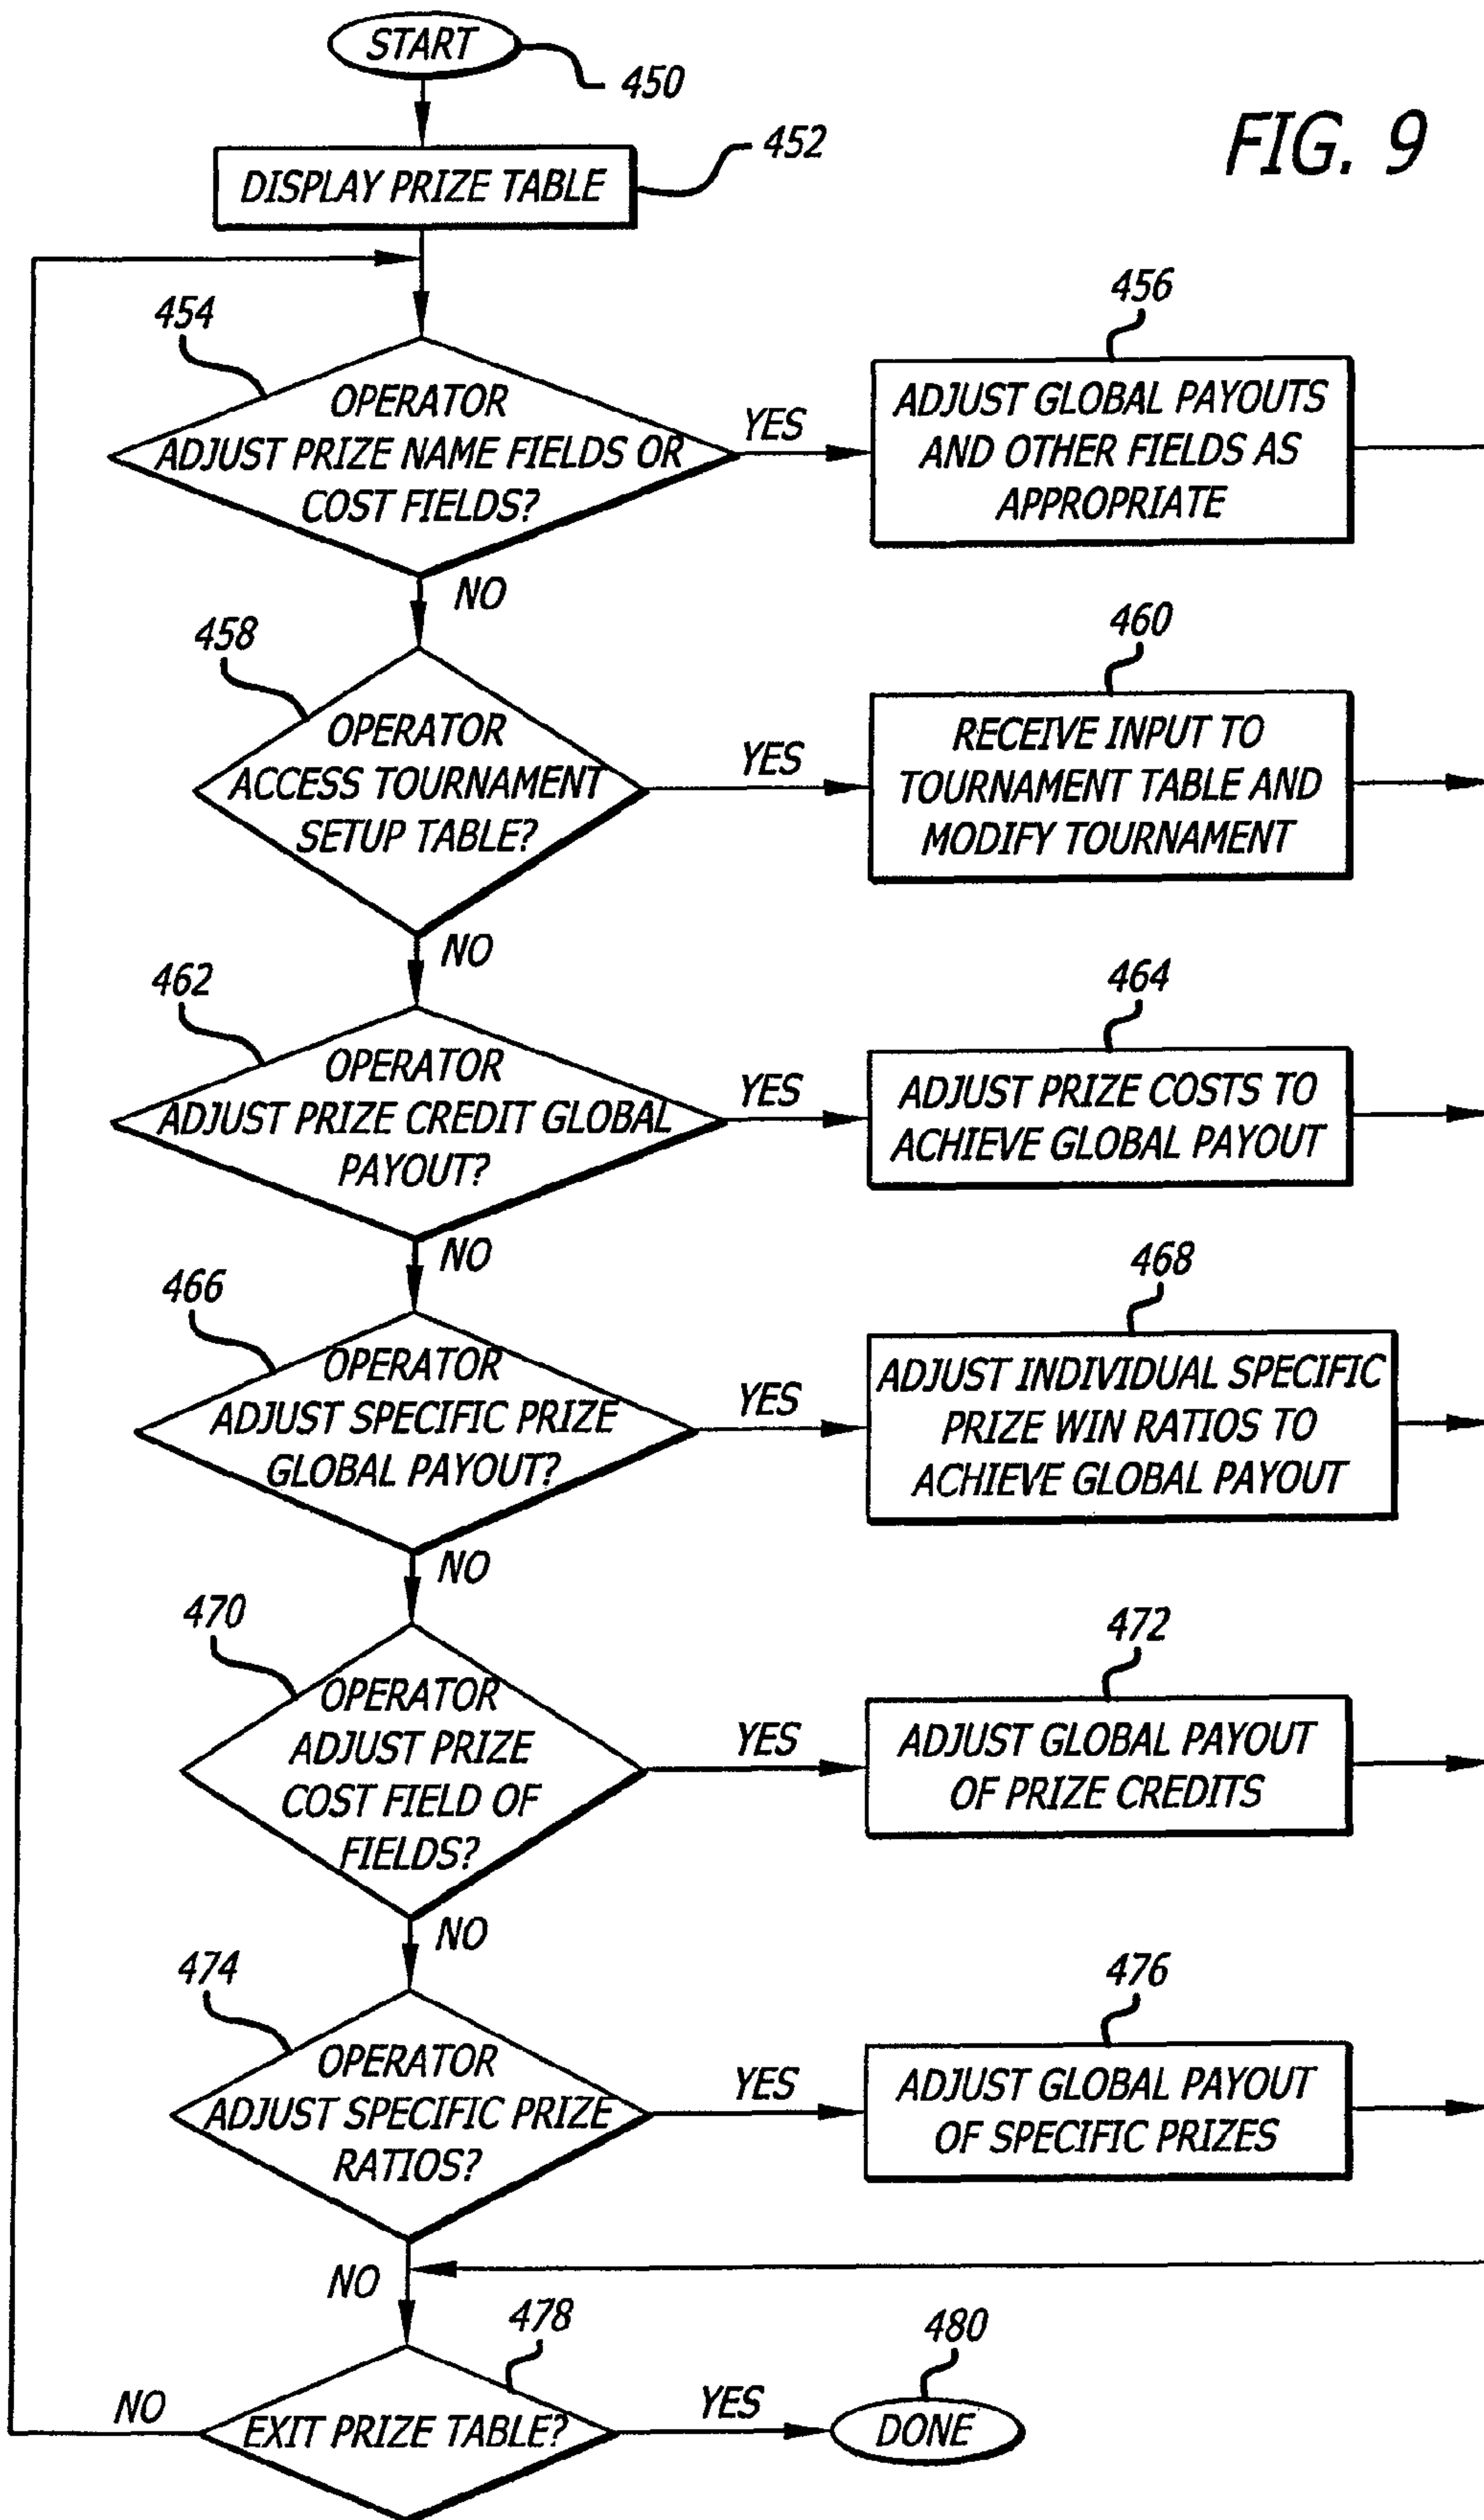 START
450
FIG. 9
452
DISPLAY PRIZE TABLE
454
OPERATOR
ADJUST PRIZE NAME FIELDS OR
COST FIELDS?
YES
456
ADJUST GLOBAL PAYOUTS
AND OTHER FIELDS AS
APPROPRIATE
NO
458
OPERATOR
ACCESS TOURNAMENT
SETUP TABLE?
YES
460
RECEIVE INPUT TO
TOURNAMENT TABLE AND
MODIFY TOURNAMENT
NO
462
OPERATOR
ADJUST PRIZE CREDIT GLOBAL
PAYOUT?
YES
464
ADJUST PRIZE COSTS TO
ACHIEVE GLOBAL PAYOUT
NO
466
OPERATOR
ADJUST SPECIFIC PRIZE
GLOBAL PAYOUT?
YES
468
ADJUST INDIVIDUAL SPECIFIC
PRIZE WIN RATIOS TO
ACHIEVE GLOBAL PAYOUT
NO
470
OPERATOR
ADJUST PRIZE
COST FIELD OF
FIELDS?
YES
472
ADJUST GLOBAL PAYOUT
OF PRIZE CREDITS
NO
474
OPERATOR
ADJUST SPECIFIC PRIZE
RATIOS?
YES
476
ADJUST GLOBAL PAYOUT
OF SPECIFIC PRIZES
NO
478
EXIT PRIZE TABLE?
NO
YES
480
DONE